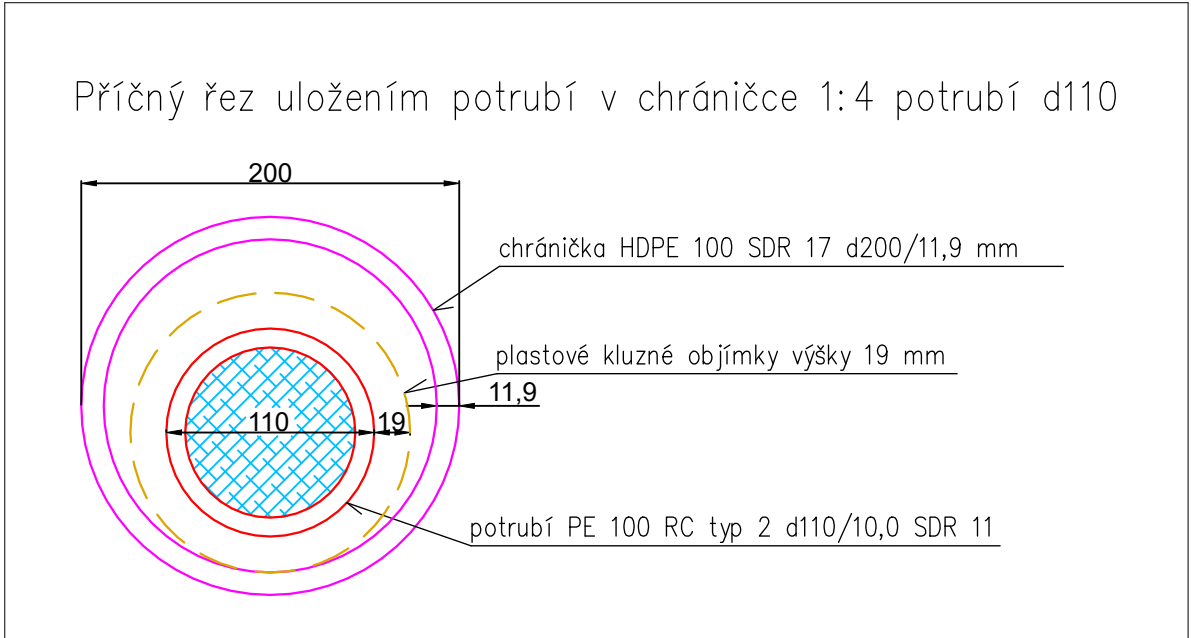 Příčný řez uložením potrubí v chráničce 1:4 potrubí d110
200
chránička HDPE 100 SDR 17 d200/11,9 mm
plastové kluzné objímky výšky 19 mm
11,9
110
19
potrubí PE 100 RC typ 2 d110/10,0 SDR 11